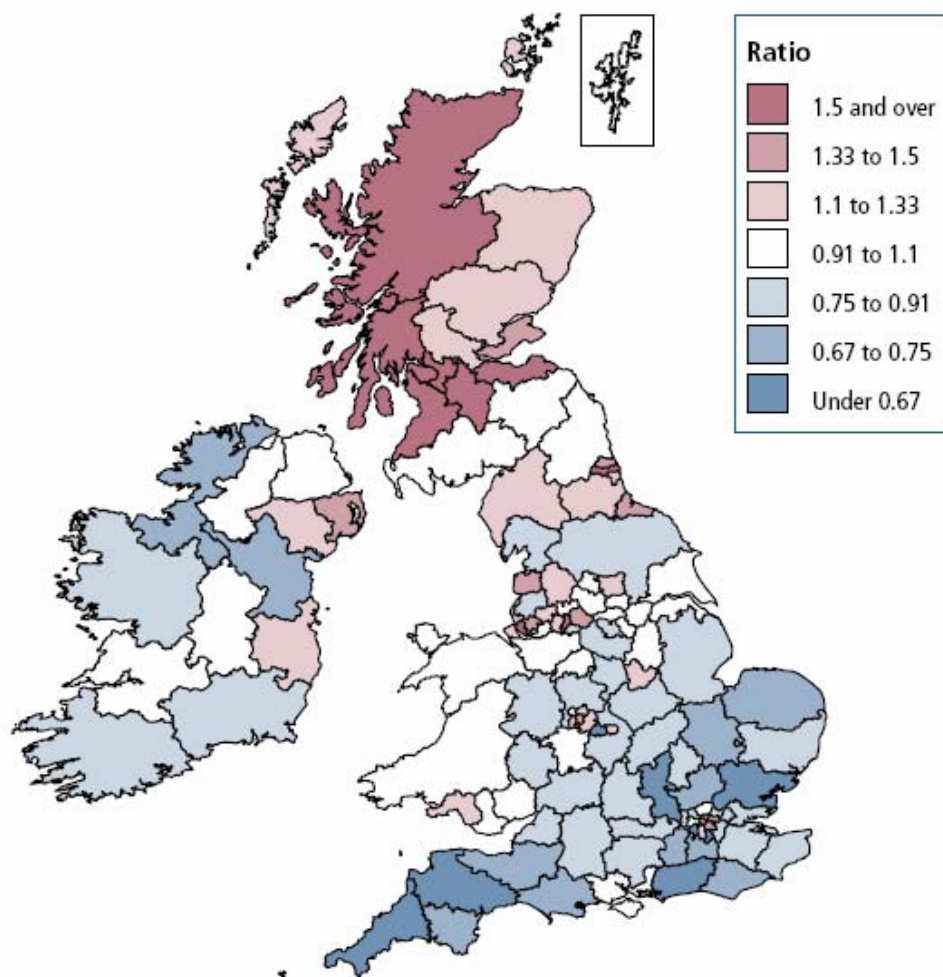 Ratio
1.5 and over
1.33 to 1.5
1.1 to 1.33
0.91 to 1.1
0.75 to 0.91
0.67 to 0.75
Under 0.67